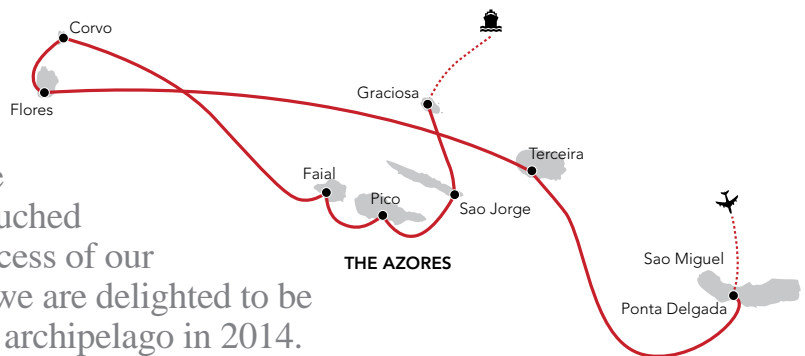 Corvo
Flores
Graciosa
Terceira
Faial
Pico
Sao Jorge
THE AZORES
Sao Miguel
Ponta Delgada
cess of our
we are delighted to be
archipelago in 2014.